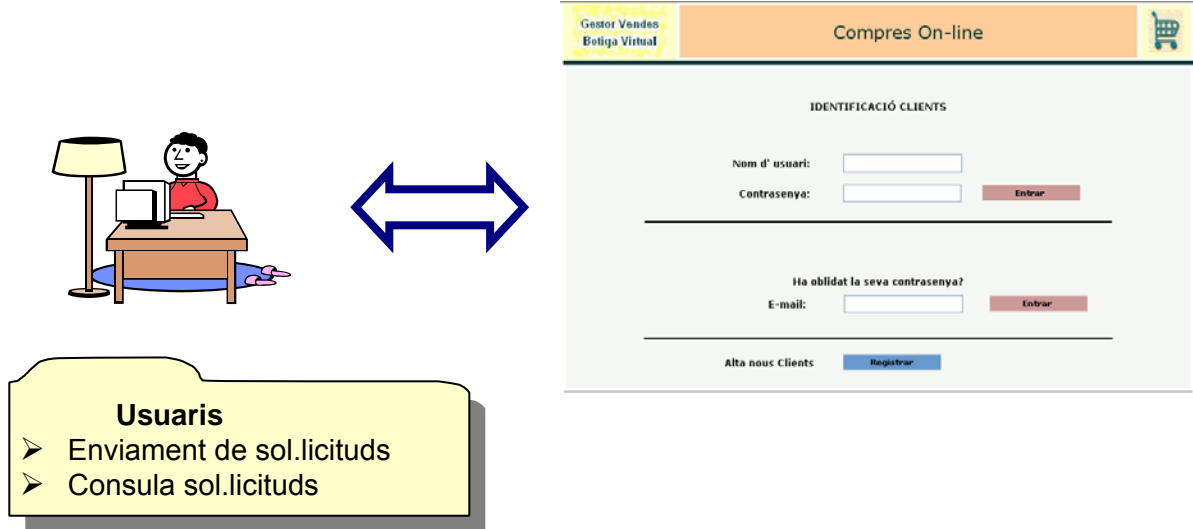 Gestor Vendes
Botiga Virtual
Compres On-line
IDENTIFICACIÓ CLIENTS
Nom d' usuari:
Contrasenya:
Entrar
Ha oblidat la seva contrasenya?
E-mail:
Entrar
Alta nous Clients
Registrar
Usuaris
➢ Enviament de sol.licituds
➢ Consula sol.licituds